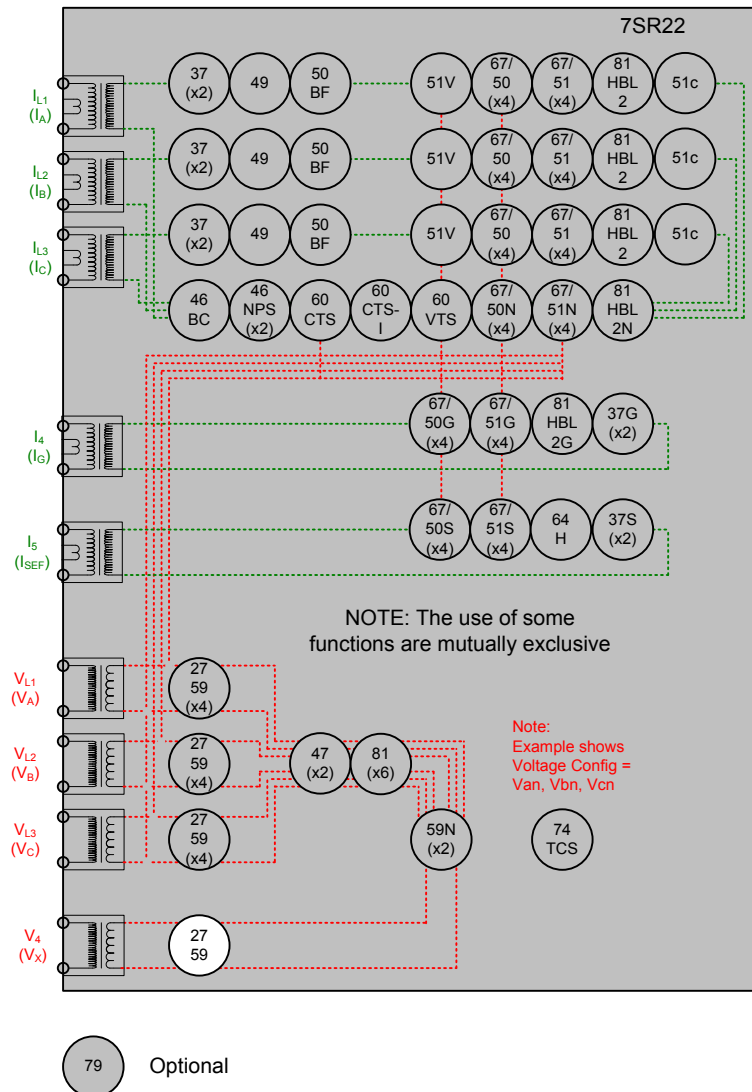 7SR22
IL1
(IA)
37
(x2)
49
50
BF
51V
67/
50
(x4)
67/
51
(x4)
81
HBL
2
51c
IL2
(IB)
37
(x2)
49
50
BF
51V
67/
50
(x4)
67/
51
(x4)
81
HBL
2
51c
IL3
(IC)
37
(x2)
49
50
BF
51V
67/
50
(x4)
67/
51
(x4)
81
HBL
2
51c
46
BC
46
NPS
(x2)
60
CTS
60
CTS-
I
60
VTS
67/
50N
(x4)
67/
51N
(x4)
81
HBL
2N
I4
(IG)
67/
50G
(x4)
67/
51G
(x4)
81
HBL
2G
37G
(x2)
I5
(ISEF)
67/
50S
(x4)
67/
51S
(x4)
64
H
37S
(x2)
NOTE: The use of some
functions are mutually exclusive
VL1
(VA)
27
59
(x4)
VL2
(VB)
27
59
(x4)
47
(x2)
81
(x6)
Note:
Example shows
Voltage Config =
Van, Vbn, Vcn
VL3
(VC)
27
59
(x4)
59N
(x2)
74
TCS
V4
(VX)
27
59
79
Optional